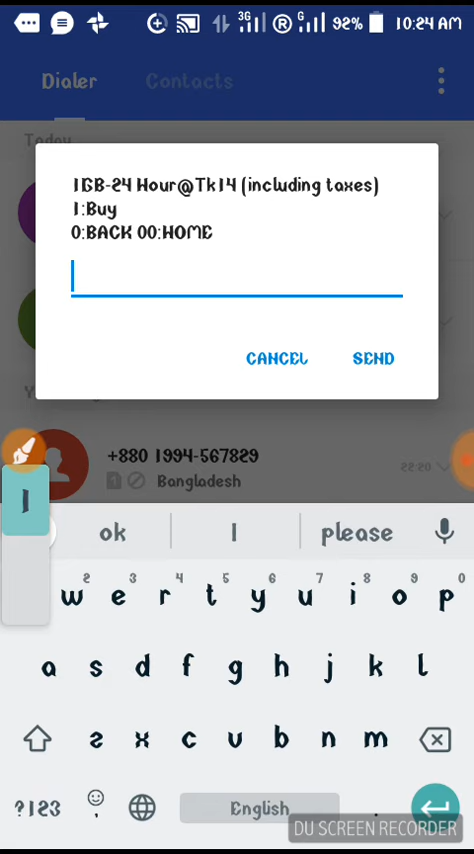 3G R G 92% 10:24 AM
Dialer Contacts
Today
1GB-24 Hour@Tk14 (including taxes)
1:Buy
0:BACK 00:HOME
CANCEL SEND
+880 1994-567829
1 Bangladesh
22:20
1
ok I please
2 3 4 5 6 7 8 9 0
w e r t y u i o p
a s d f g h j k l
z x c v b n m
?123 , English .
DU SCREEN RECORDER